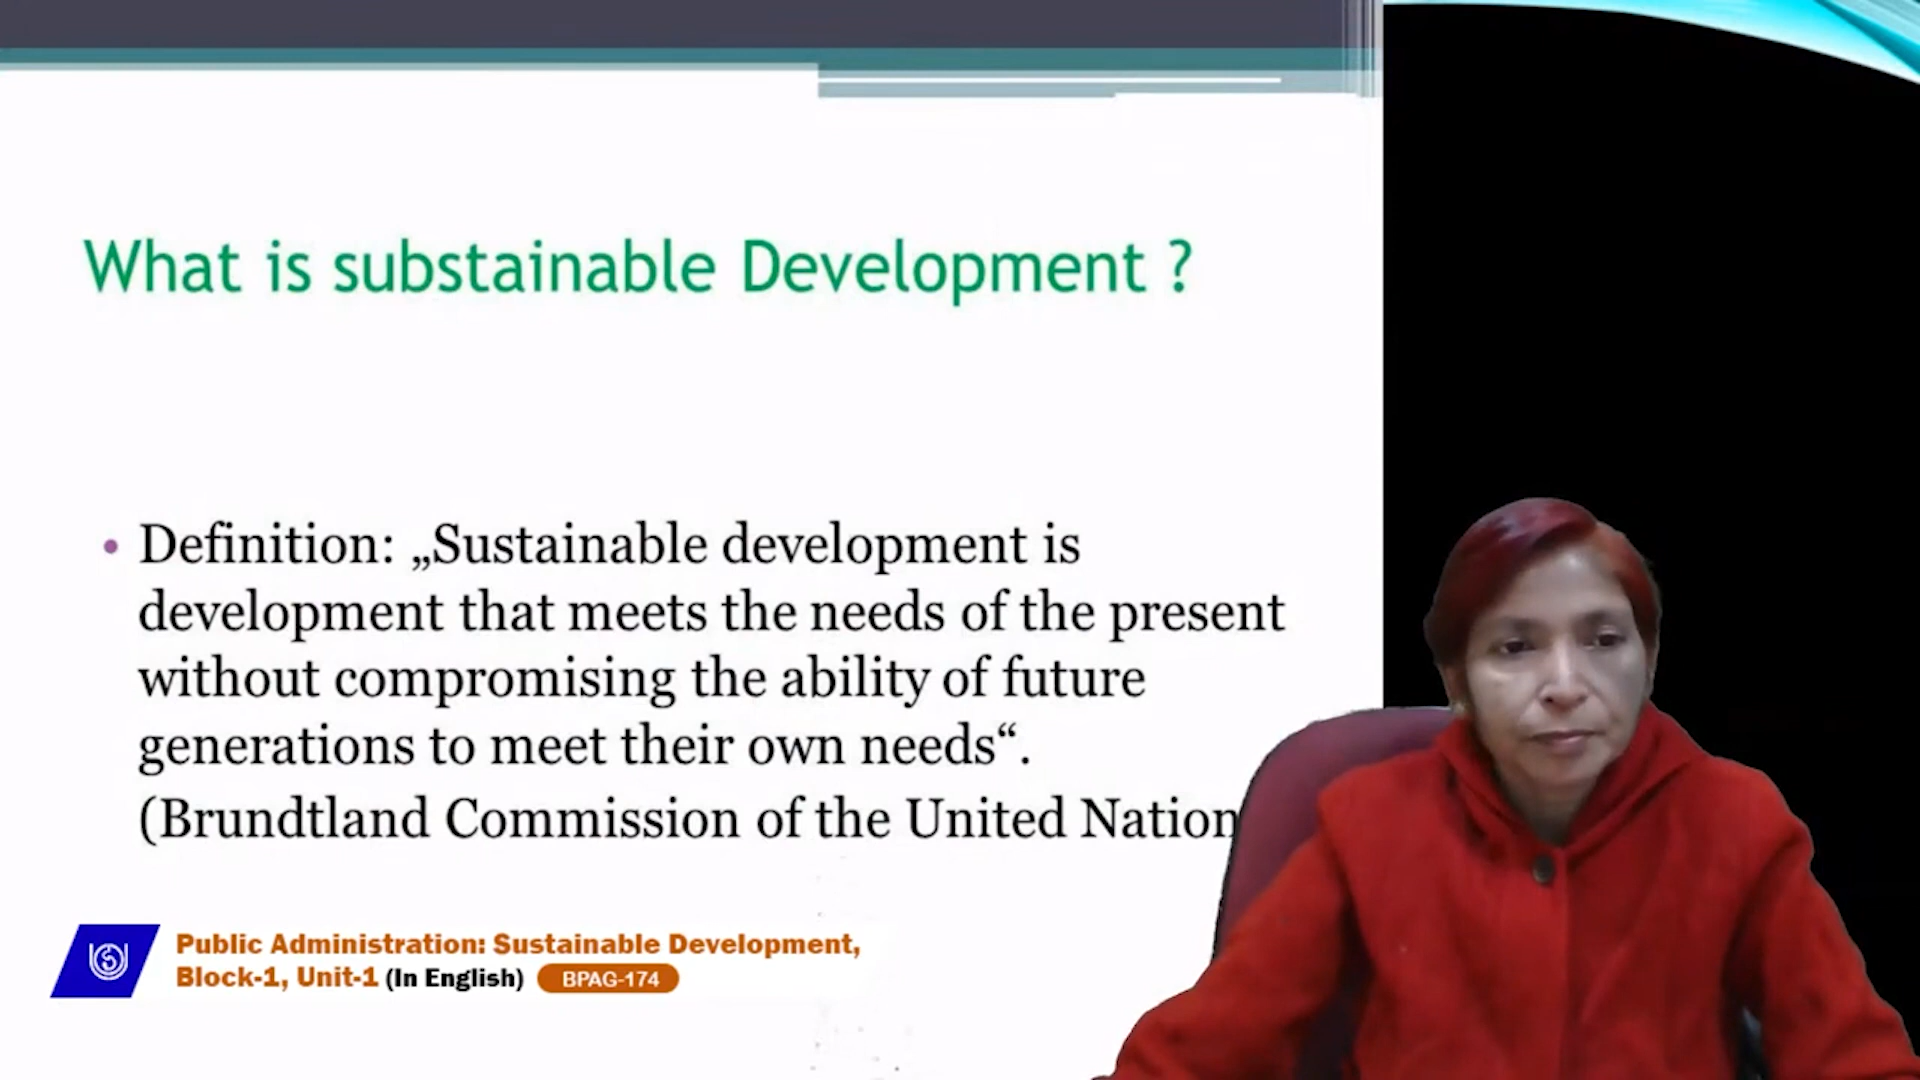 What is substainable Development ?
• Definition: „Sustainable development is
development that meets the needs of the present
without compromising the ability of future
generations to meet their own needs“.
(Brundtland Commission of the United Nation
Public Administration: Sustainable Development,
Block-1, Unit-1 (In English) BPAG-174